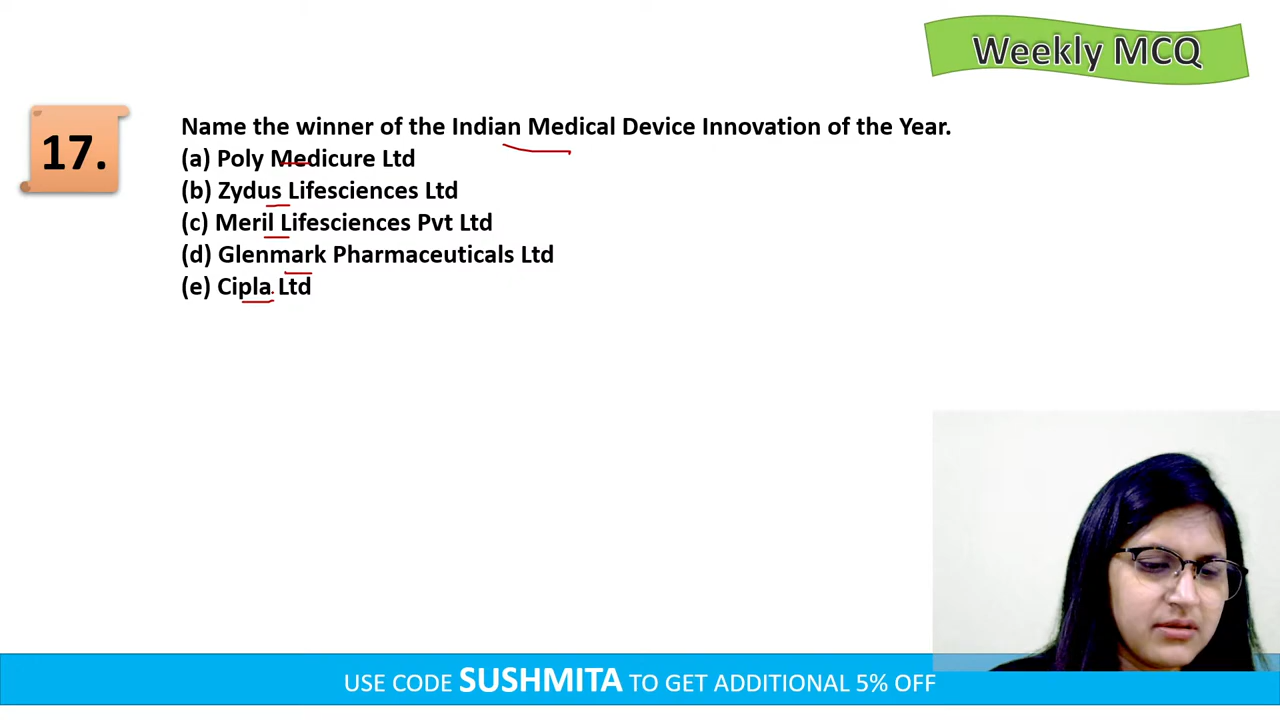 Weekly MCQ
17.
Name the winner of the Indian Medical Device Innovation of the Year.
(a) Poly Medicure Ltd
(b) Zydus Lifesciences Ltd
(c) Meril Lifesciences Pvt Ltd
(d) Glenmark Pharmaceuticals Ltd
(e) Cipla Ltd
USE CODE SUSHMITA TO GET ADDITIONAL 5% OFF